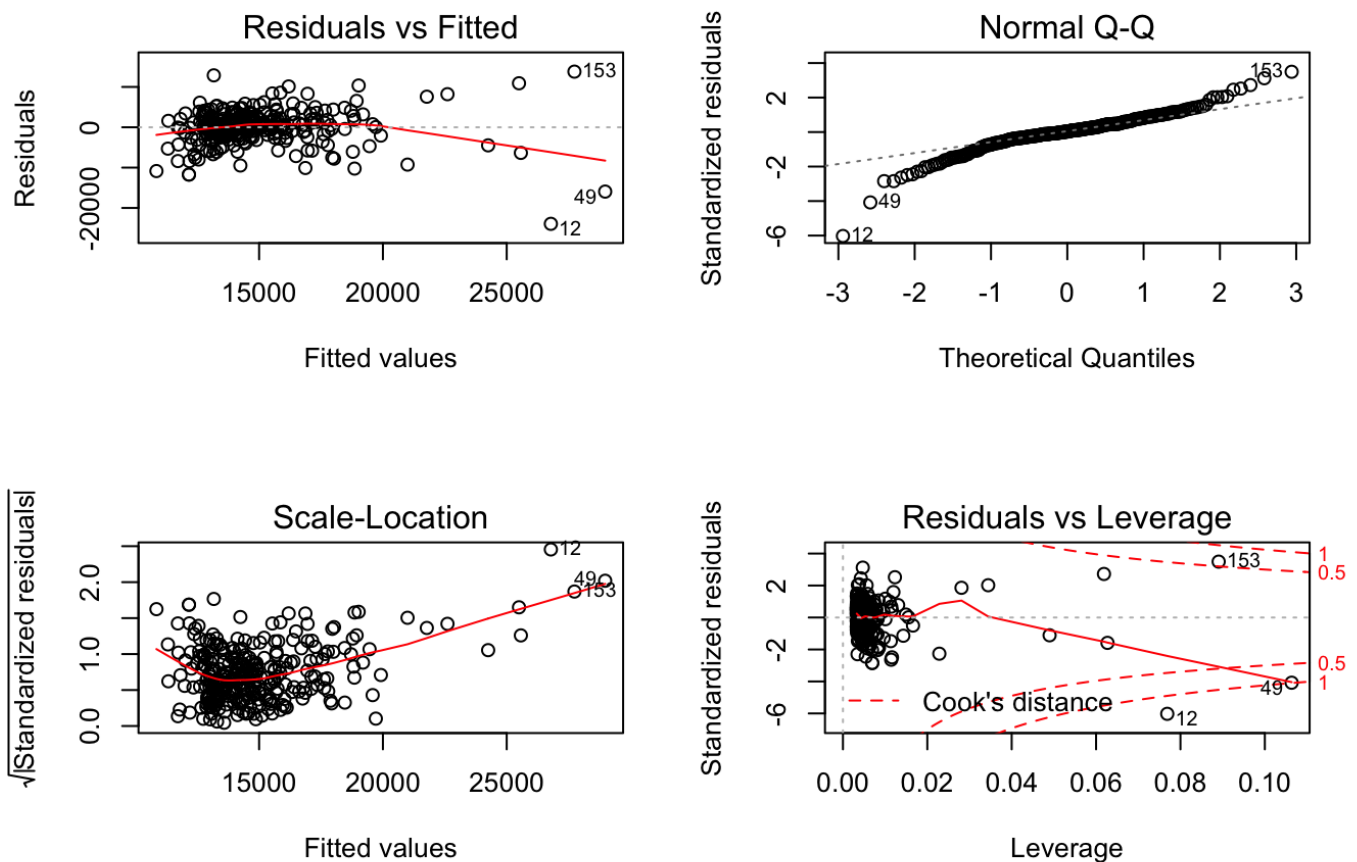 Residuals vs Fitted
Residuals
0
-20000
153
49
12
15000 20000 25000
Fitted values
Normal Q-Q
Standardized residuals
2
-2
-6
153
49
12
-3 -2 -1 0 1 2 3
Theoretical Quantiles
Scale-Location
√|Standardized residuals|
2.0
1.0
0.0
12
49
153
15000 20000 25000
Fitted values
Residuals vs Leverage
Standardized residuals
2
-2
-6
153
49
12
1
0.5
0.5
1
Cook's distance
0.00 0.02 0.04 0.06 0.08 0.10
Leverage